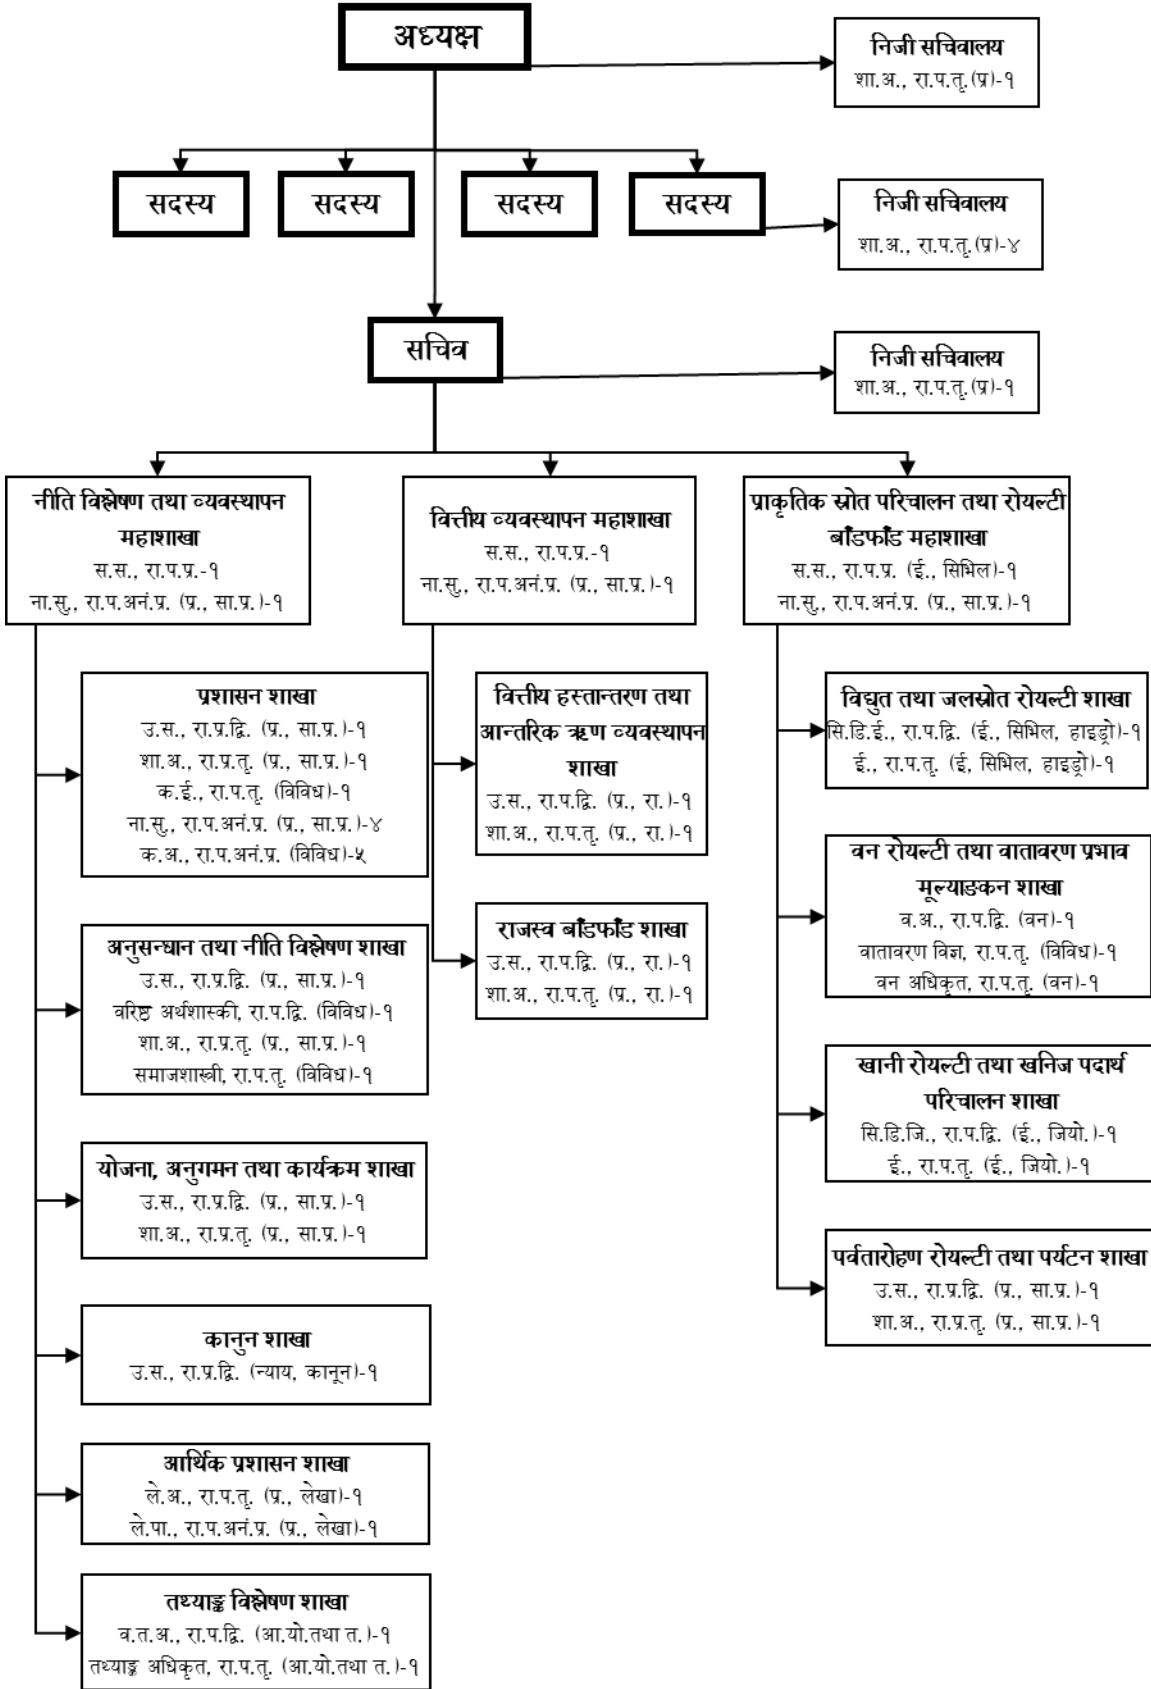 अध्यक्ष
निजी सचिवालय
शा.अ., रा.प.तृ.(प्र)-१
सदस्य
सदस्य
सदस्य
सदस्य
निजी सचिवालय
शा.अ., रा.प.तृ.(प्र)-४
सचिव
निजी सचिवालय
शा.अ., रा.प.तृ.(प्र)-१
नीति विश्लेषण तथा व्यवस्थापन
महाशाखा
स.स., रा.प.प्र.-१
ना.सु., रा.प.अनं.प्र. (प्र., सा.प्र.)-१
प्रशासन शाखा
उ.स., रा.प्र.द्वि. (प्र., सा.प्र.)-१
शा.अ., रा.प्र.तृ. (प्र., सा.प्र.)-१
क.ई., रा.प.तृ. (विविध)-१
ना.सु., रा.प.अनं.प्र. (प्र., सा.प्र.)-४
क.अ., रा.प.अनं.प्र. (विविध)-५
अनुसन्धान तथा नीति विश्लेषण शाखा
उ.स., रा.प्र.द्वि. (प्र., सा.प्र.)-१
वरिष्ठ अर्थशास्की, रा.प.द्वि. (विविध)-१
शा.अ., रा.प्र.तृ. (प्र., सा.प्र.)-१
समाजशास्त्री, रा.प.तृ. (विविध)-१
योजना, अनुगमन तथा कार्यक्रम शाखा
उ.स., रा.प्र.द्वि. (प्र., सा.प्र.)-१
शा.अ., रा.प्र.तृ. (प्र., सा.प्र.)-१
कानुन शाखा
उ.स., रा.प्र.द्वि. (न्याय, कानून)-१
आर्थिक प्रशासन शाखा
ले.अ., रा.प.तृ. (प्र., लेखा)-१
ले.पा., रा.प.अनं.प्र. (प्र., लेखा)-१
तथ्याङ्क विश्लेषण शाखा
व.त.अ., रा.प.द्वि. (आ.यो.तथा त.)-१
तथ्याङ्क अधिकृत, रा.प.तृ. (आ.यो.तथा त.)-१
वित्तीय व्यवस्थापन महाशाखा
स.स., रा.प.प्र.-१
ना.सु., रा.प.अनं.प्र. (प्र., सा.प्र.)-१
वित्तीय हस्तान्तरण तथा
आन्तरिक ऋण व्यवस्थापन
शाखा
उ.स., रा.प.द्वि. (प्र., रा.)-१
शा.अ., रा.प.तृ. (प्र., रा.)-१
राजस्व बाँडफाँड शाखा
उ.स., रा.प.द्वि. (प्र., रा.)-१
शा.अ., रा.प.तृ. (प्र., रा.)-१
प्राकृतिक स्रोत परिचालन तथा रोयल्टी
बाँडफाँड महाशाखा
स.स., रा.प.प्र. (ई., सिभिल)-१
ना.सु., रा.प.अनं.प्र. (प्र., सा.प्र.)-१
विद्युत तथा जलस्रोत रोयल्टी शाखा
सि.डि.ई., रा.प.द्वि. (ई., सिभिल, हाइड्रो)-१
ई., रा.प.तृ. (ई, सिभिल, हाइड्रो)-१
वन रोयल्टी तथा वातावरण प्रभाव
मूल्याङकन शाखा
व.अ., रा.प.द्वि. (वन)-१
वातावरण विज्ञ, रा.प.तृ. (विविध)-१
वन अधिकृत, रा.प.तृ. (वन)-१
खानी रोयल्टी तथा खनिज पदार्थ
परिचालन शाखा
सि.डि.जि., रा.प.द्वि. (ई., जियो.)-१
ई., रा.प.तृ. (ई., जियो.)-१
पर्वतारोहण रोयल्टी तथा पर्यटन शाखा
उ.स., रा.प्र.द्वि. (प्र., सा.प्र.)-१
शा.अ., रा.प्र.तृ. (प्र., सा.प्र.)-१